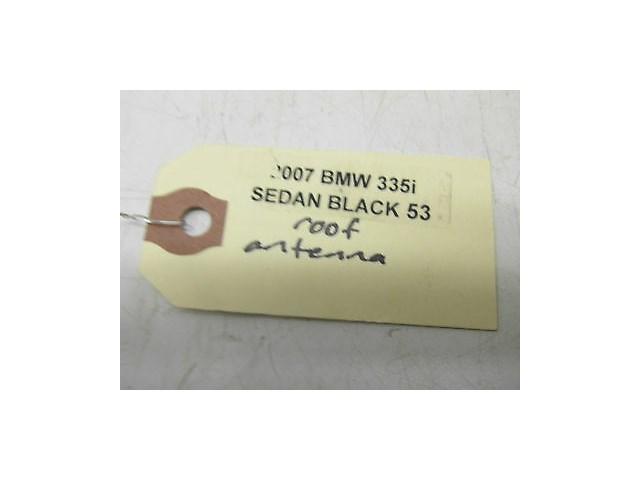 2007 BMW 335i
SEDAN BLACK 53
roof
antenna